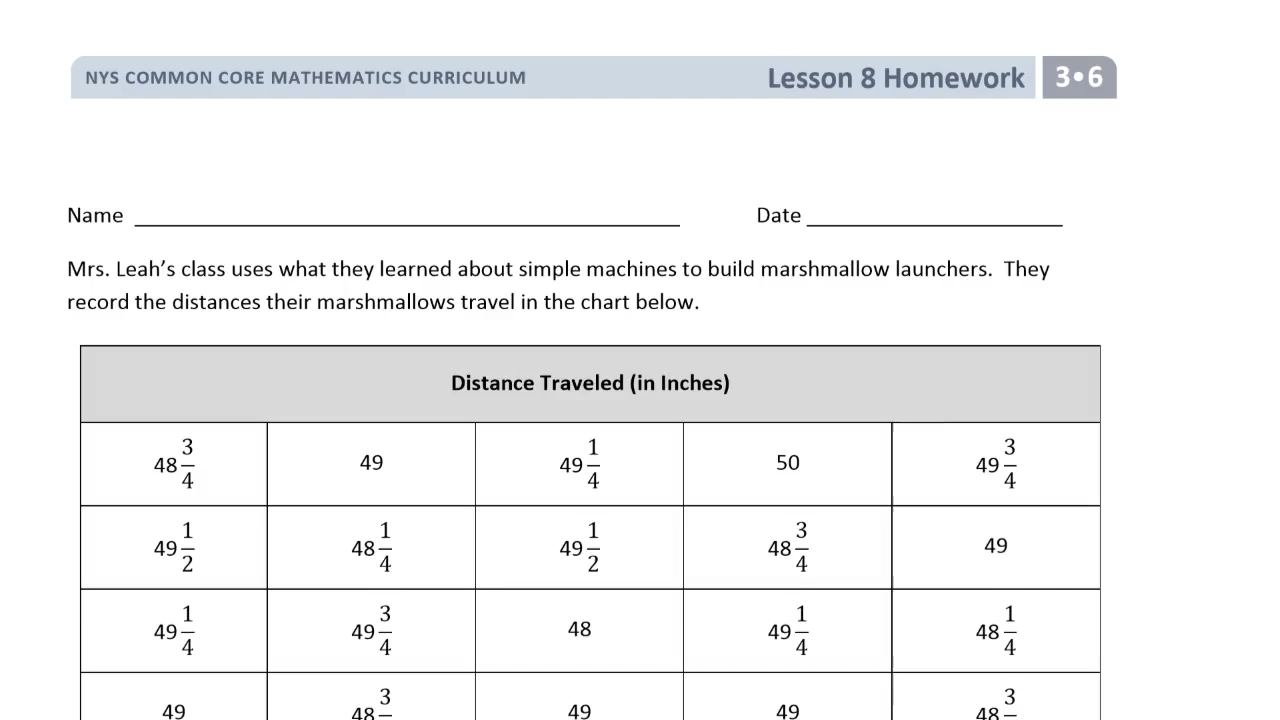 NYS COMMON CORE MATHEMATICS CURRICULUM Lesson 8 Homework 3•6
Name Date
Mrs. Leah’s class uses what they learned about simple machines to build marshmallow launchers. They
record the distances their marshmallows travel in the chart below.
Distance Traveled (in Inches)
48 3/4 49 49 1/4 50 49 3/4
49 1/2 48 1/4 49 1/2 48 3/4 49
49 1/4 49 3/4 48 49 1/4 48 1/4
49 48 3 49 49 48 3